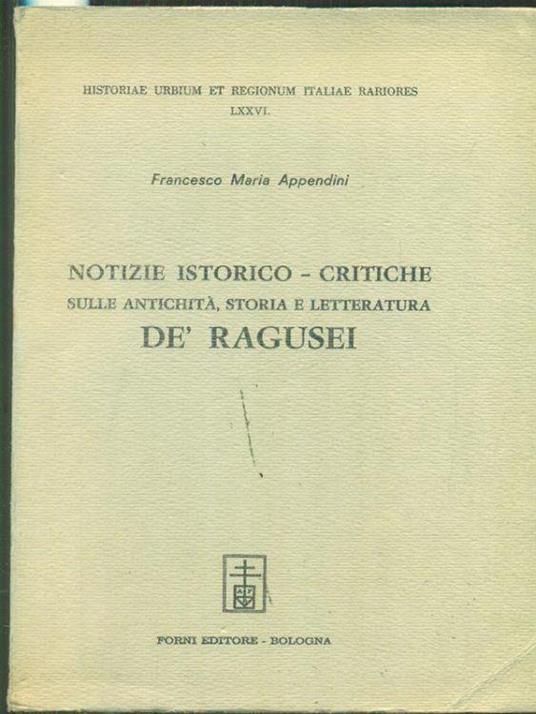 HISTORIAE URBIUM ET REGIONUM ITALIAE RARIORES
LXXVI.
Francesco Maria Appendini
NOTIZIE ISTORICO - CRITICHE
SULLE ANTICHITÀ, STORIA E LETTERATURA
DE' RAGUSEI
FORNI EDITORE - BOLOGNA